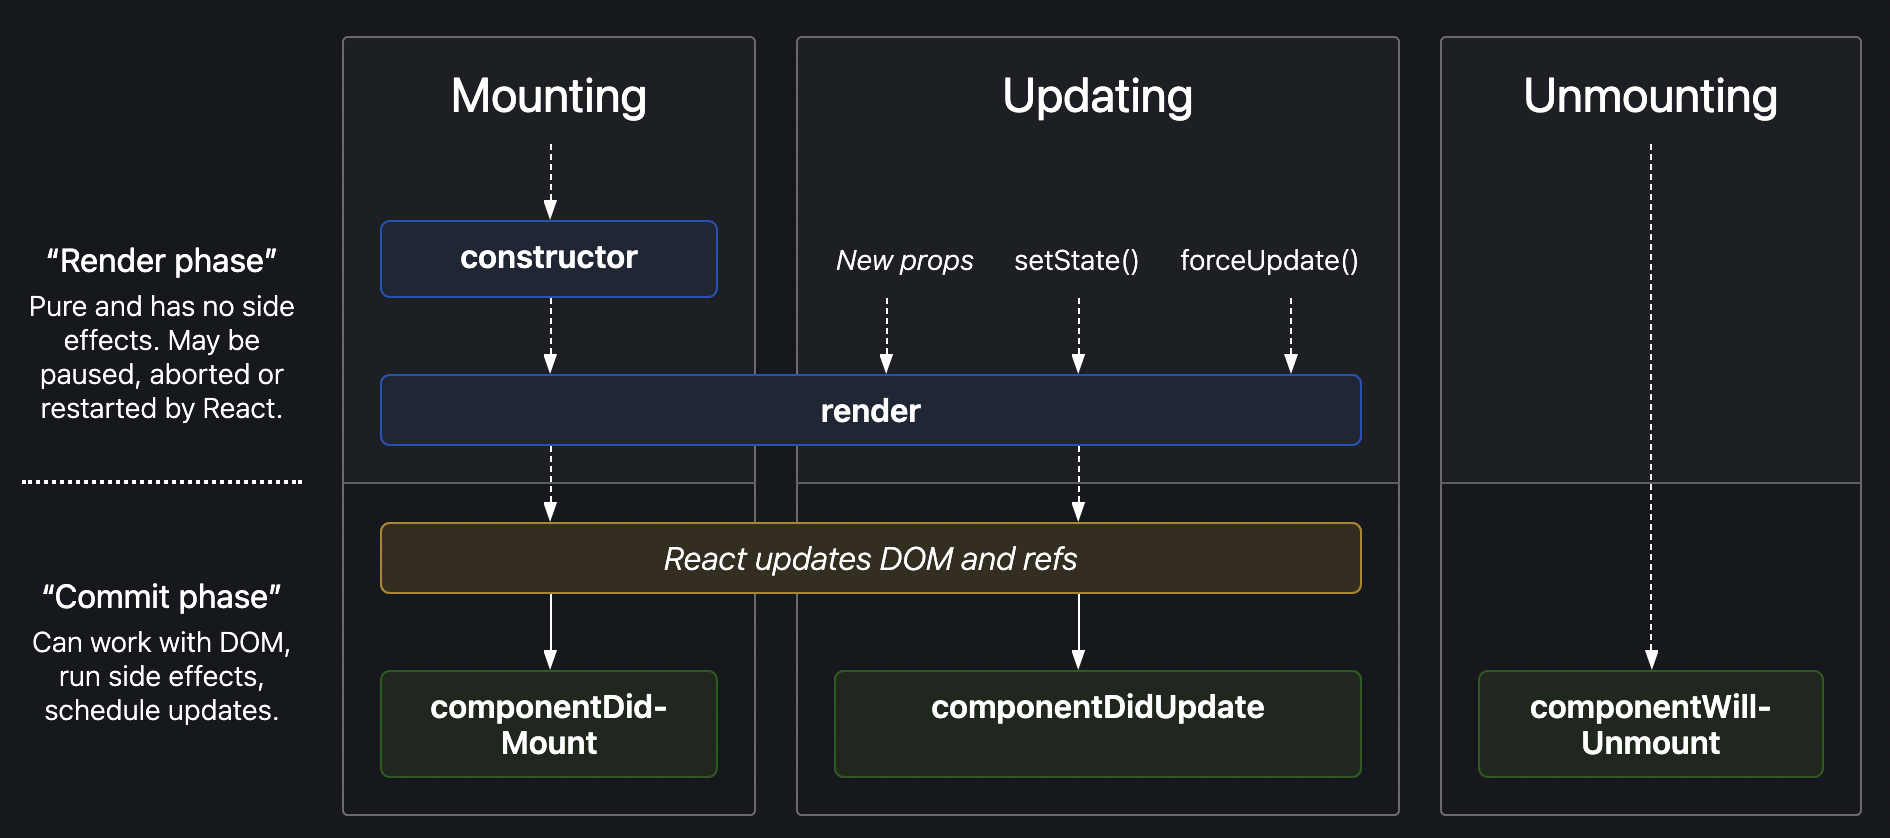 Mounting
Updating
Unmounting
“Render phase”
Pure and has no side
effects. May be
paused, aborted or
restarted by React.
constructor
New props
setState()
forceUpdate()
render
“Commit phase”
Can work with DOM,
run side effects,
schedule updates.
React updates DOM and refs
componentDid-
Mount
componentDidUpdate
componentWill-
Unmount